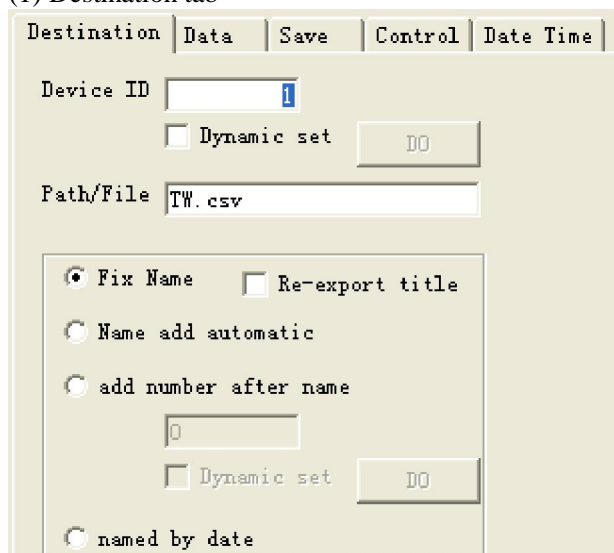 (1) Destination tab
Destination Data Save Control Date Time
Device ID 1
Dynamic set DO
Path/File TW.csv
Fix Name Re-export title
Name add automatic
add number after name
0
Dynamic set DO
named by date